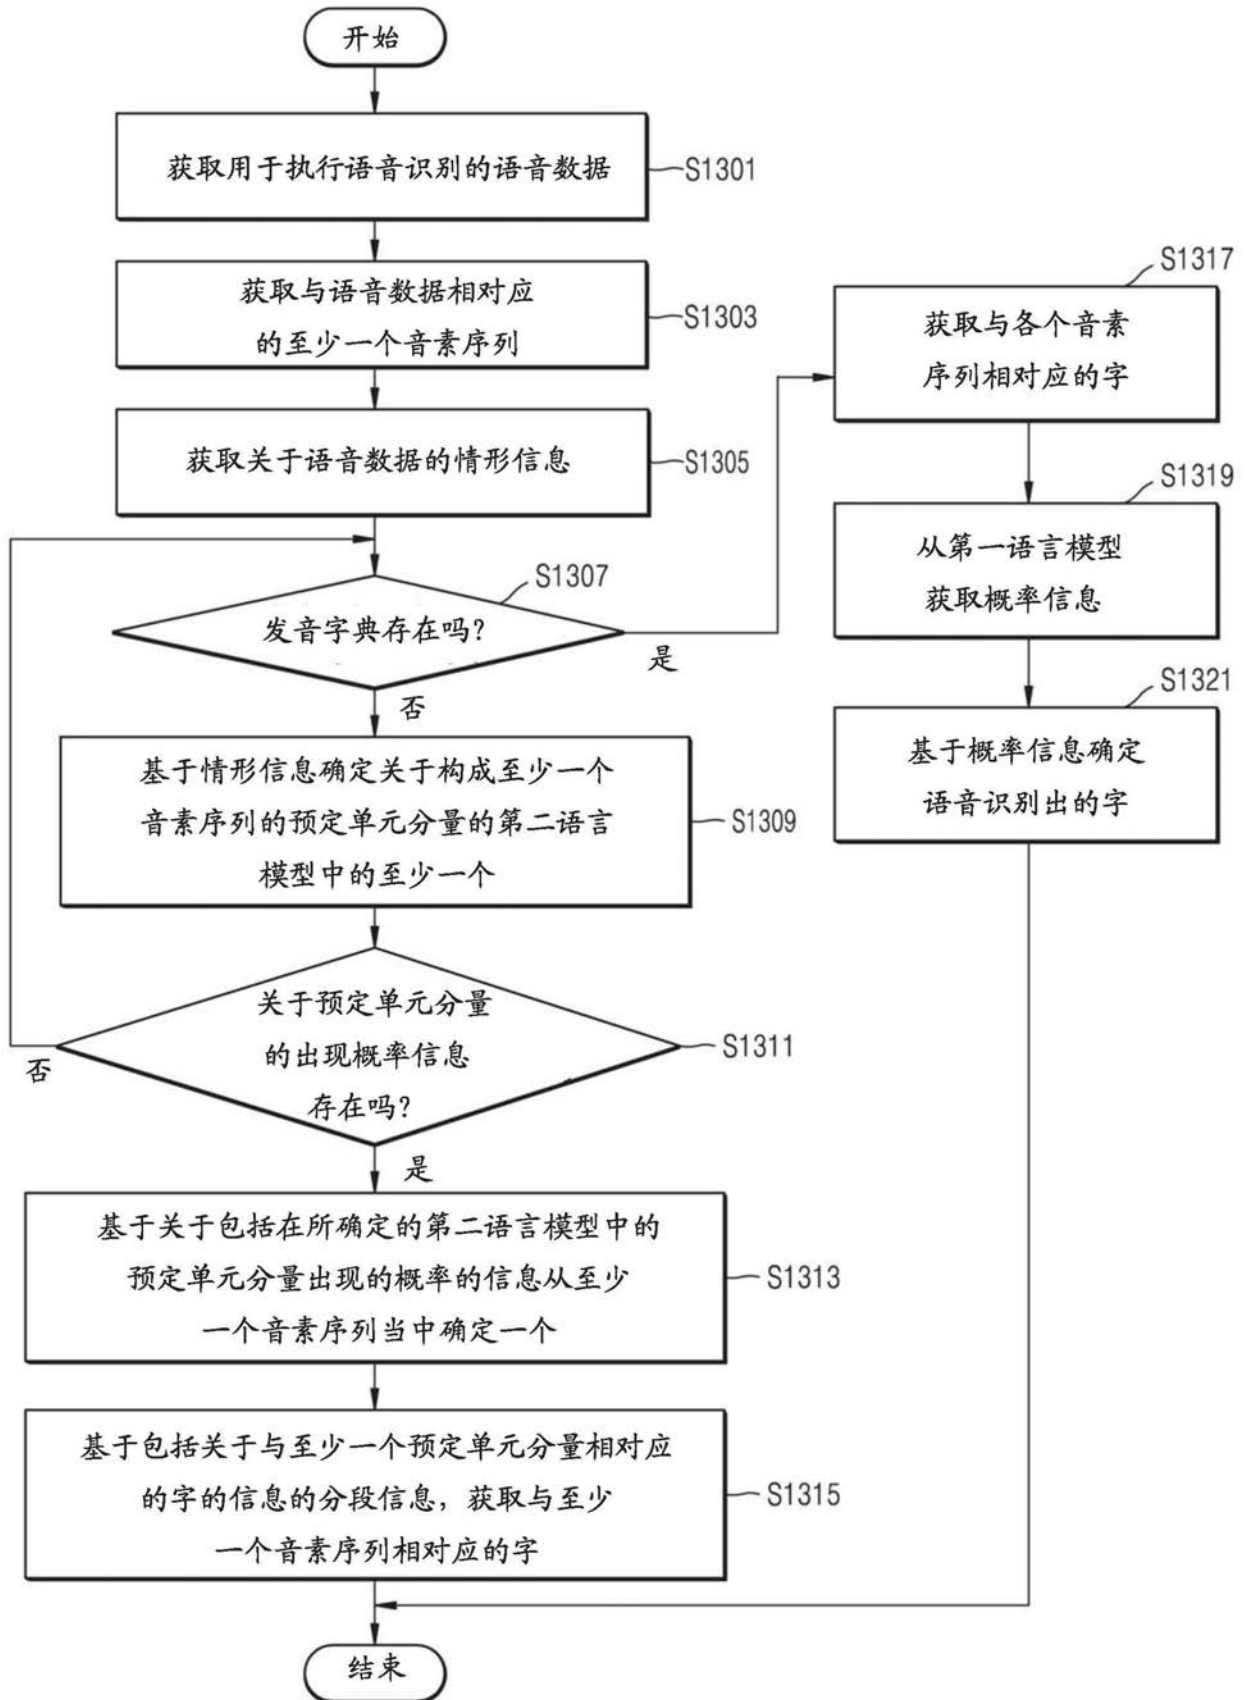 开始
获取用于执行语音识别的语音数据
S1301
获取与语音数据相对应
的至少一个音素序列
S1303
获取关于语音数据的情形信息
S1305
发音字典存在吗?
S1307
是
否
基于情形信息确定关于构成至少一个
音素序列的预定单元分量的第二语言
模型中的至少一个
S1309
关于预定单元分量
的出现概率信息
存在吗?
S1311
否
是
基于关于包括在所确定的第二语言模型中的
预定单元分量出现的概率的信息从至少
一个音素序列当中确定一个
S1313
基于包括关于与至少一个预定单元分量相对应
的字的信息的分段信息，获取与至少
一个音素序列相对应的字
S1315
S1317
获取与各个音素
序列相对应的字
S1319
从第一语言模型
获取概率信息
S1321
基于概率信息确定
语音识别出的字
结束